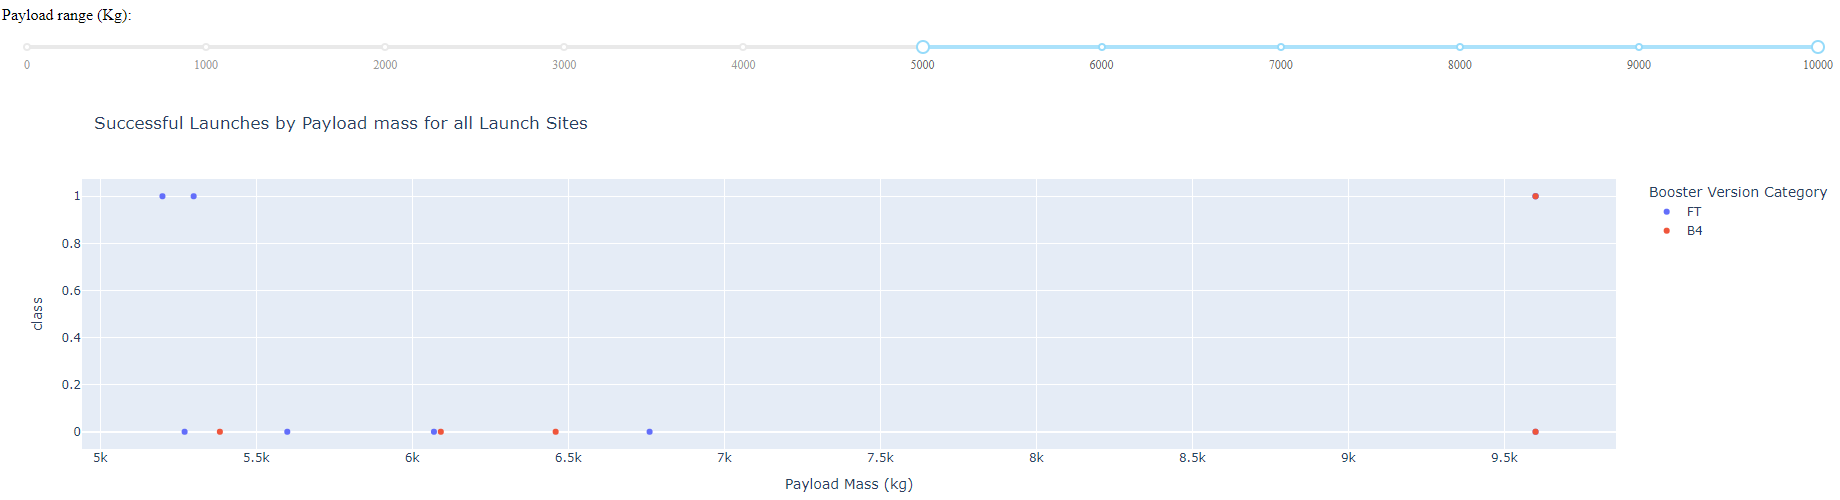 Payload range (Kg):
0 1000 2000 3000 4000 5000 6000 7000 8000 9000 10000
Successful Launches by Payload mass for all Launch Sites
Booster Version Category
FT
B4
1
0.8
0.6
0.4
0.2
0
class
5k 5.5k 6k 6.5k 7k 7.5k 8k 8.5k 9k 9.5k
Payload Mass (kg)